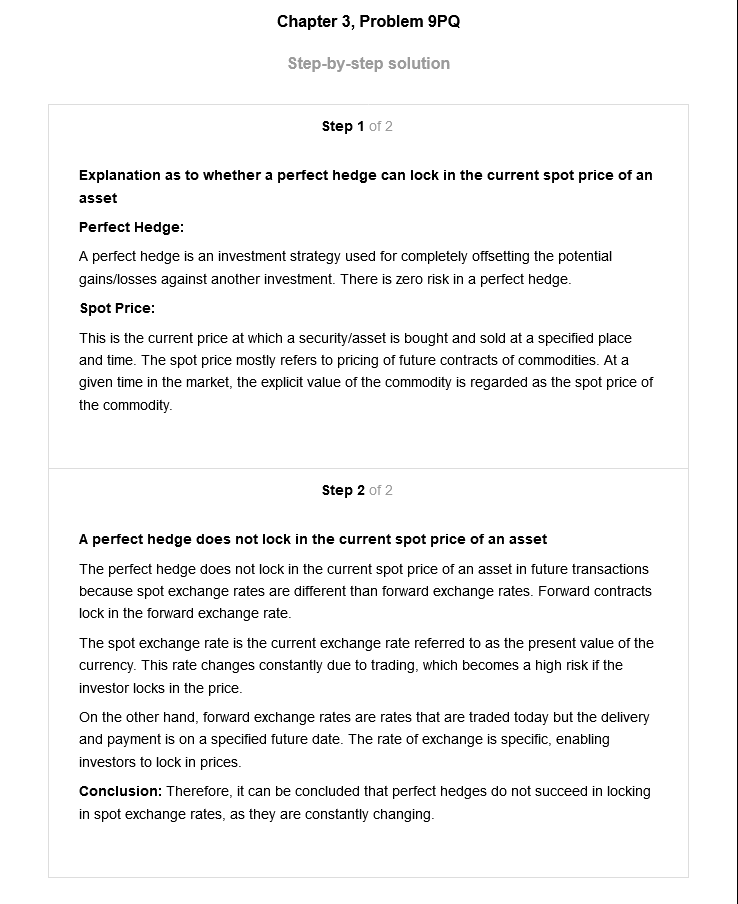 Chapter 3, Problem 9PQ
Step-by-step solution
Step 1 of 2
Explanation as to whether a perfect hedge can lock in the current spot price of an
asset
Perfect Hedge:
A perfect hedge is an investment strategy used for completely offsetting the potential
gains/losses against another investment. There is zero risk in a perfect hedge.
Spot Price:
This is the current price at which a security/asset is bought and sold at a specified place
and time. The spot price mostly refers to pricing of future contracts of commodities. At a
given time in the market, the explicit value of the commodity is regarded as the spot price of
the commodity.
Step 2 of 2
A perfect hedge does not lock in the current spot price of an asset
The perfect hedge does not lock in the current spot price of an asset in future transactions
because spot exchange rates are different than forward exchange rates. Forward contracts
lock in the forward exchange rate.
The spot exchange rate is the current exchange rate referred to as the present value of the
currency. This rate changes constantly due to trading, which becomes a high risk if the
investor locks in the price.
On the other hand, forward exchange rates are rates that are traded today but the delivery
and payment is on a specified future date. The rate of exchange is specific, enabling
investors to lock in prices.
Conclusion: Therefore, it can be concluded that perfect hedges do not succeed in locking
in spot exchange rates, as they are constantly changing.